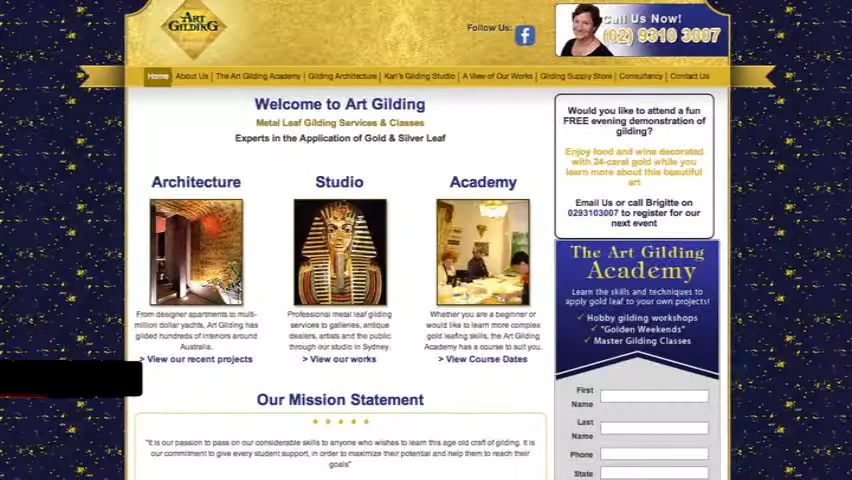 ART
GILDING
Follow Us:
Call Us Now!
(02) 9310 3007
Home
About Us
The Art Gilding Academy
Gilding Architecture
Karl's Gilding Studio
A View of Our Works
Gilding Supply Store
Consultancy
Contact Us
Welcome to Art Gilding
Metal Leaf Gilding Services & Classes
Experts in the Application of Gold & Silver Leaf
Architecture
From designer apartments to multi-
million dollar yachts, Art Gilding has
gilded hundreds of interiors around
Australia.
> View our recent projects
Studio
Professional metal leaf gilding
services to galleries, antique
dealers, artists and the public
through our studio in Sydney.
> View our works
Academy
Whether you are a beginner or
would like to learn more complex
gold leafing skills, the Art Gilding
Academy has a course to suit you.
> View Course Dates
Our Mission Statement
"It is our passion to pass on our considerable skills to anyone who wishes to learn this age old craft of gilding. It is
our commitment to give every student support, in order to maximize their potential and help them to reach their
goals"
Would you like to attend a fun
FREE evening demonstration of
gilding?
Enjoy food and wine decorated
with 24-carat gold while you
learn more about this beautiful
art
Email Us or call Brigitte on
0293103007 to register for our
next event
The Art Gilding
Academy
Learn the skills and techniques to
apply gold leaf to your own projects!
✓ Hobby gilding workshops
✓ "Golden Weekends"
✓ Master Gilding Classes
First
Name
Last
Name
Phone
State